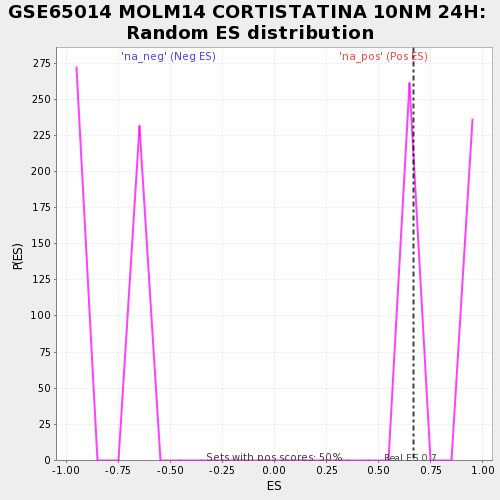 GSE65014 MOLM14 CORTISTATINA 10NM 24H:
Random ES distribution
'na_neg' (Neg ES) 'na_pos' (Pos ES)
275
250
225
200
175
150
125
100
75
50
25
0
P(ES)
Sets with pos scores: 50% Real ES 0.7
-1.00 -0.75 -0.50 -0.25 0.00 0.25 0.50 0.75 1.00
ES